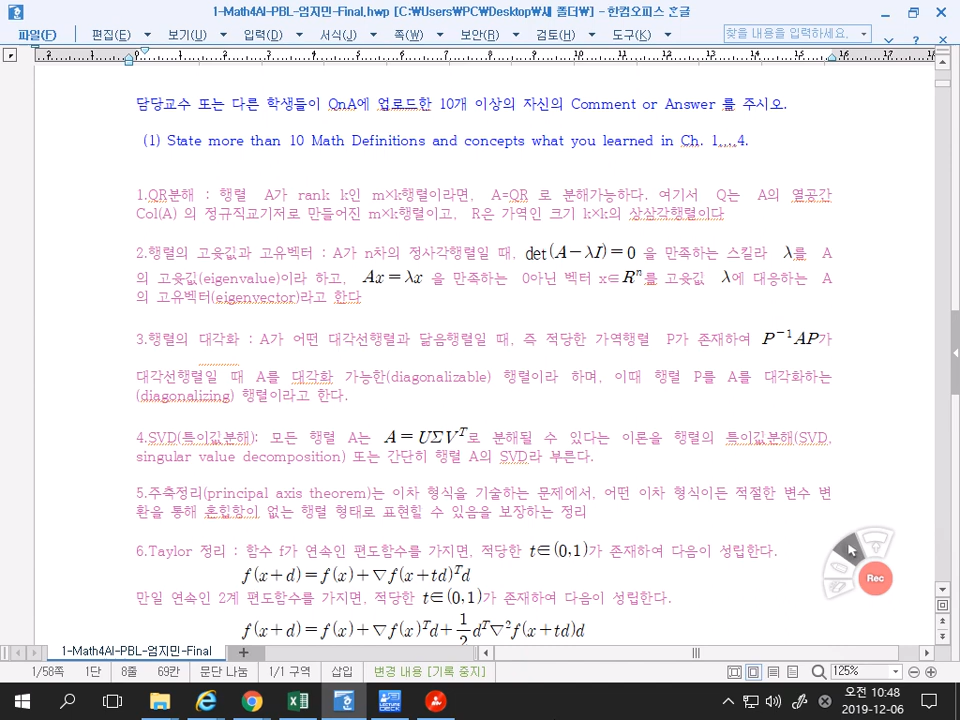 1-Math4AI-PBL-엄지민-Final.hwp [C:₩Users₩PC₩Desktop₩새 폴더₩] - 한컴오피스 한글
파일(F) 편집(E) 보기(U) 입력(D) 서식(J) 쪽(W) 보안(R) 검토(H) 도구(K) 찾을 내용을 입력하세요.
2 1 0 1 2 3 4 5 6 7 8 9 10 11 12 13 14 15 16 17 18
담당교수 또는 다른 학생들이 QnA에 업로드한 10개 이상의 자신의 Comment or Answer 를 주시오.
(1) State more than 10 Math Definitions and concepts what you learned in Ch. 1,,,4.
1.QR분해 : 행렬 A가 rank k인 m×k행렬이라면, A=QR 로 분해가능하다. 여기서 Q는 A의 열공간
Col(A) 의 정규직교기저로 만들어진 m×k행렬이고, R은 가역인 크기 k×k의 상삼각행렬이다
2.행렬의 고윳값과 고유벡터 : A가 n차의 정사각행렬일 때, det(A−λI)=0 을 만족하는 스칼라 λ를 A
의 고윳값(eigenvalue)이라 하고, Ax=λx 을 만족하는 0아닌 벡터 x∈Rⁿ를 고윳값 λ에 대응하는 A
의 고유벡터(eigenvector)라고 한다
3.행렬의 대각화 : A가 어떤 대각선행렬과 닮음행렬일 때, 즉 적당한 가역행렬 P가 존재하여 P⁻¹AP가
대각선행렬일 때 A를 대각화 가능한(diagonalizable) 행렬이라 하며, 이때 행렬 P를 A를 대각화하는
(diagonalizing) 행렬이라고 한다.
4.SVD(특이값분해): 모든 행렬 A는 A=UΣVᵀ로 분해될 수 있다는 이론을 행렬의 특이값분해(SVD,
singular value decomposition) 또는 간단히 행렬 A의 SVD라 부른다.
5.주축정리(principal axis theorem)는 이차 형식을 기술하는 문제에서, 어떤 이차 형식이든 적절한 변수 변
환을 통해 혼합항이 없는 행렬 형태로 표현힐 수 있음을 보장하는 정리
6.Taylor 정리 : 함수 f가 연속인 편도함수를 가지면, 적당한 t∈(0,1)가 존재하여 다음이 성립한다.
f(x+d)=f(x)+▽f(x+td)ᵀd
만일 연속인 2계 편도함수를 가지면, 적당한 t∈(0,1)가 존재하여 다음이 성립한다.
f(x+d)=f(x)+▽f(x)ᵀd+1/2dᵀ▽²f(x+td)d
Rec
1-Math4AI-PBL-엄지민-Final
1/58쪽 1단 8줄 69칸 문단 나눔 1/1 구역 삽입 변경 내용 [기록 중지] 125%
LECTURE DECK
오전 10:48
2019-12-06